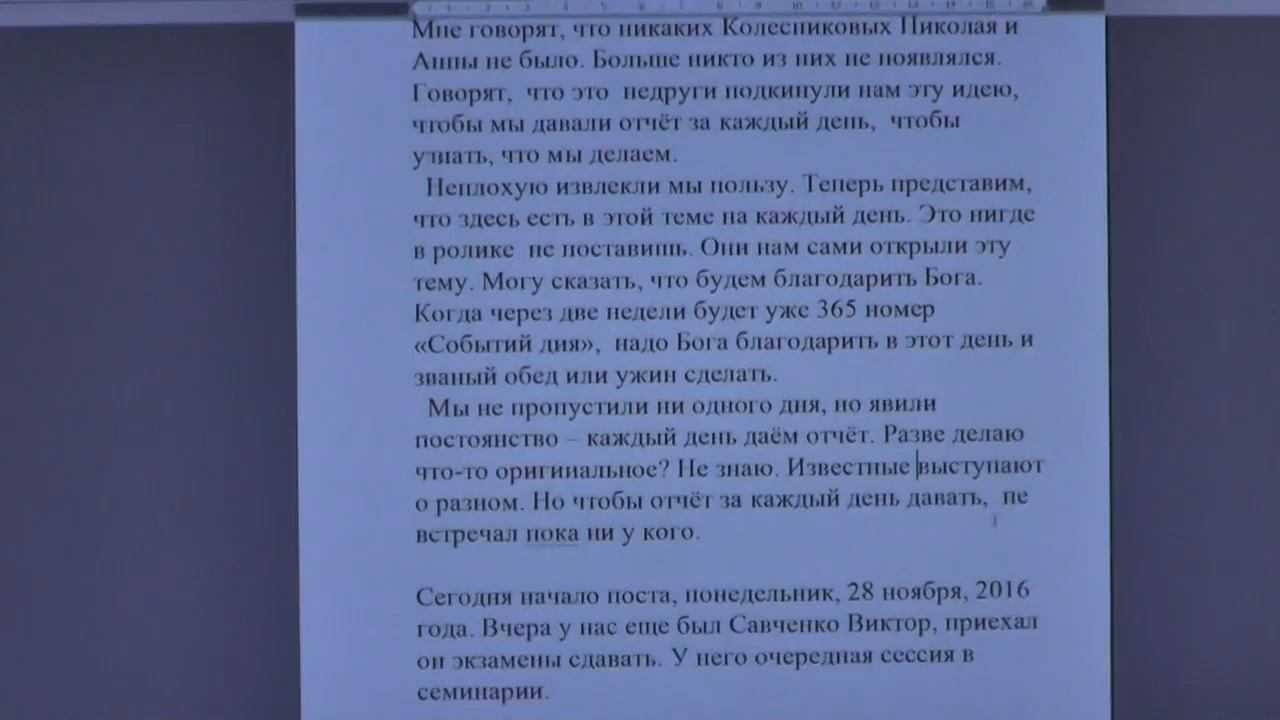 Мне говорят, что никаких Колесниковых Николая и
Анны не было. Больше никто из них не появлялся.
Говорят, что это недруги подкинули нам эту идею,
чтобы мы давали отчёт за каждый день, чтобы
узнать, что мы делаем.
Неплохую извлекли мы пользу. Теперь представим,
что здесь есть в этой теме на каждый день. Это нигде
в ролике не поставишь. Они нам сами открыли эту
тему. Могу сказать, что будем благодарить Бога.
Когда через две недели будет уже 365 номер
«Событий дня», надо Бога благодарить в этот день и
званый обед или ужин сделать.
Мы не пропустили ни одного дня, но явили
постоянство – каждый день даём отчёт. Разве делаю
что-то оригинальное? Не знаю. Известные выступают
о разном. Но чтобы отчёт за каждый день давать, не
встречал пока ни у кого.
Сегодня начало поста, понедельник, 28 ноября, 2016
года. Вчера у нас еще был Савченко Виктор, приехал
он экзамены сдавать. У него очередная сессия в
семинарии.